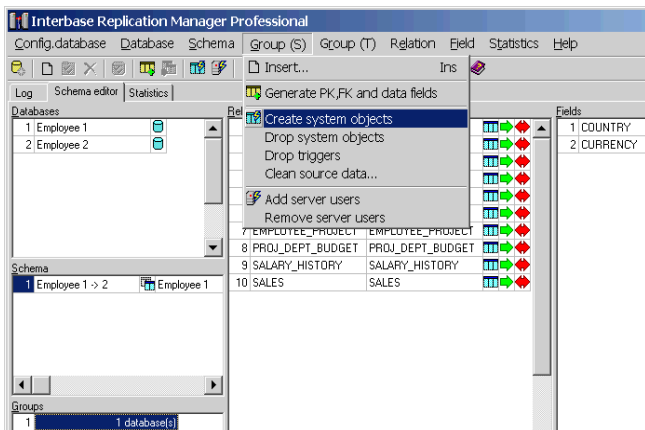 Interbase Replication Manager Professional
Config.database Database Schema Group (S) Group (T) Relation Field Statistics Help
Insert... Ins
Log Schema editor Statistics
Generate PK,FK and data fields
Databases Rel Fields
Create system objects
1 Employee 1 1 COUNTRY
Drop system objects
2 Employee 2 2 CURRENCY
Drop triggers
Clean source data...
Add server users
Remove server users
7 EMPLOYEE_PROJECT EMPLOYEE_PROJECT
8 PROJ_DEPT_BUDGET PROJ_DEPT_BUDGET
Schema 9 SALARY_HISTORY SALARY_HISTORY
1 Employee 1 -> 2 Employee 1 10 SALES SALES
Groups
1 1 database(s)